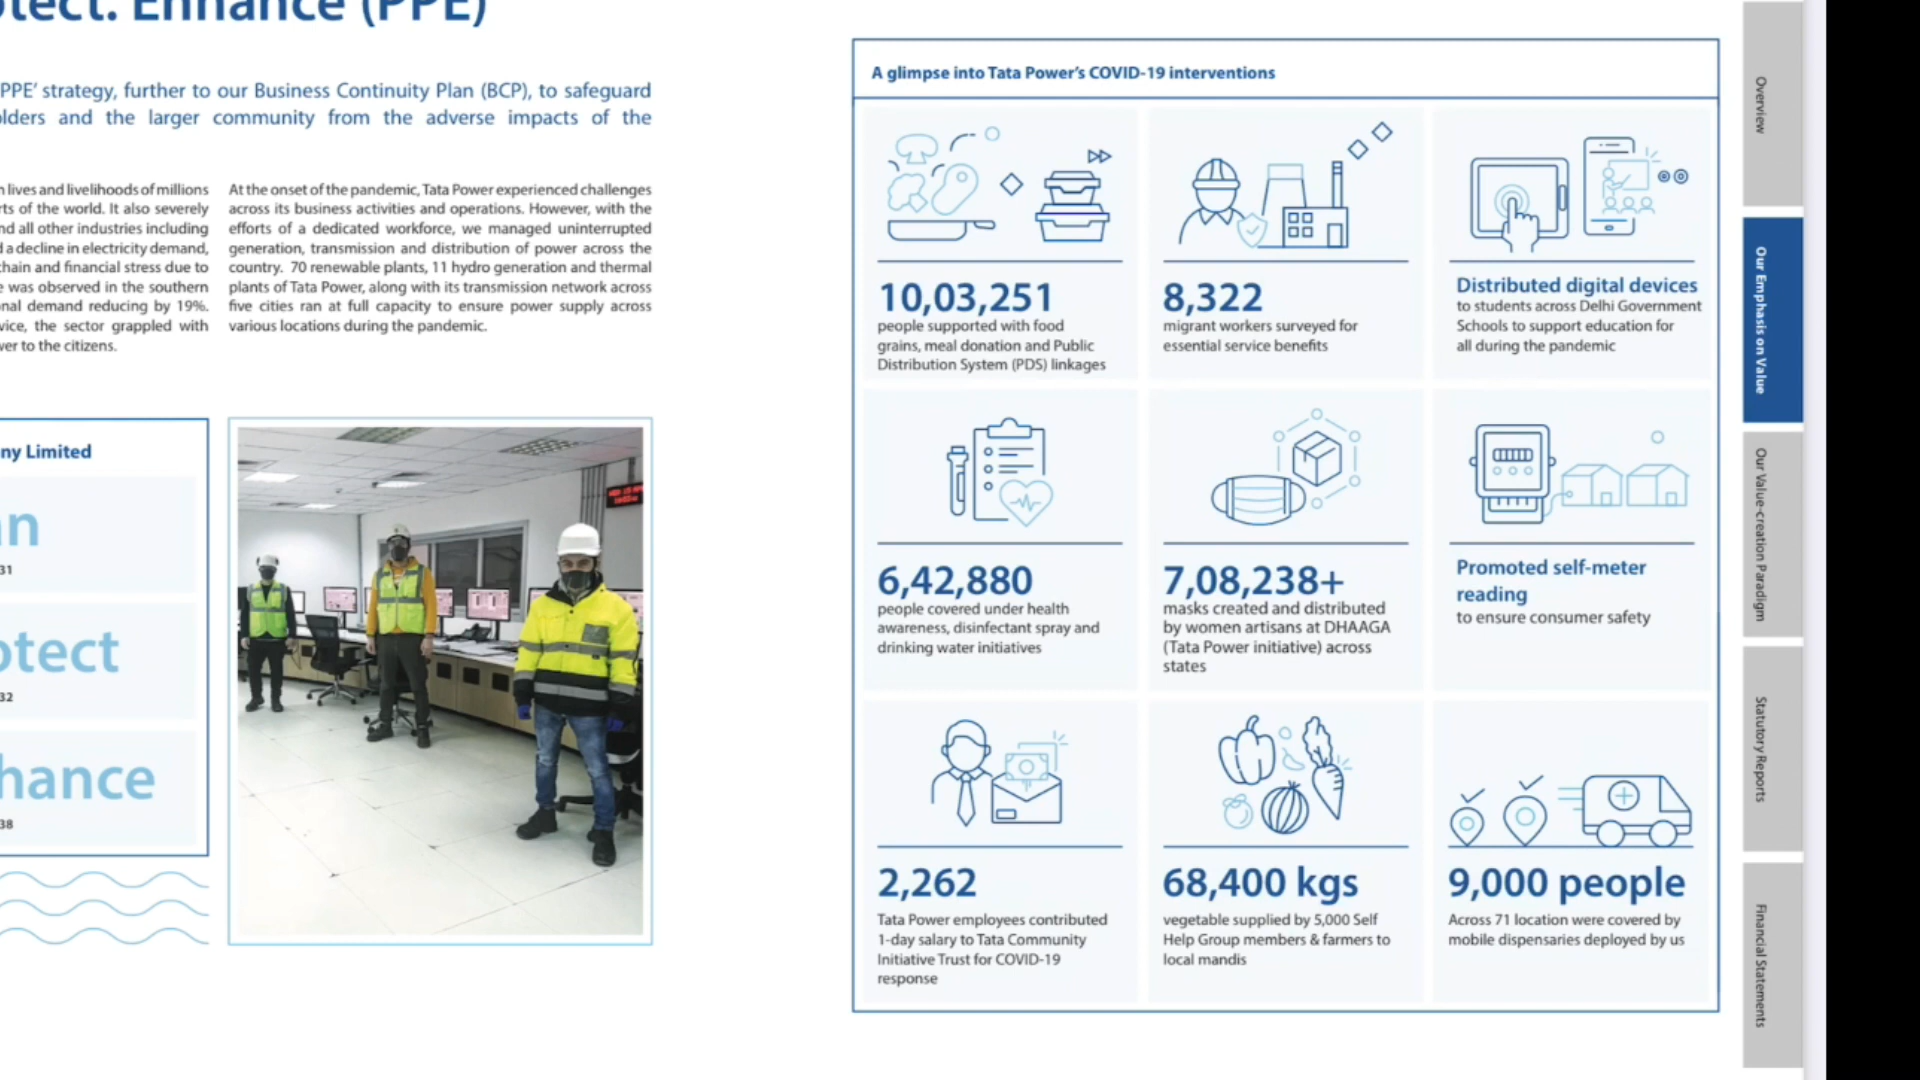 Enhance (PPE)
PPE' strategy, further to our Business Continuity Plan (BCP), to safeguard
and the larger community from the adverse impacts of the
lives and livelihoods of millions
of the world. It also severely
all other industries including
a decline in electricity demand,
and financial stress due to
was observed in the southern
demand reducing by 19%.
the sector grappled with
to the citizens.
At the onset of the pandemic, Tata Power experienced challenges
across its business activities and operations. However, with the
efforts of a dedicated workforce, we managed uninterrupted
generation, transmission and distribution of power across the
country. 70 renewable plants, 11 hydro generation and thermal
plants of Tata Power, along with its transmission network across
five cities ran at full capacity to ensure power supply across
various locations during the pandemic.
Limited
31
32
38
A glimpse into Tata Power's COVID-19 interventions
10,03,251
people supported with food
grains, meal donation and Public
Distribution System (PDS) linkages
8,322
migrant workers surveyed for
essential service benefits
Distributed digital devices
to students across Delhi Government
Schools to support education for
all during the pandemic
6,42,880
people covered under health
awareness, disinfectant spray and
drinking water initiatives
7,08,238+
masks created and distributed
by women artisans at DHAAGA
(Tata Power initiative) across
states
Promoted self-meter
reading
to ensure consumer safety
2,262
Tata Power employees contributed
1-day salary to Tata Community
Initiative Trust for COVID-19
response
68,400 kgs
vegetable supplied by 5,000 Self
Help Group members & farmers to
local mandis
9,000 people
Across 71 location were covered by
mobile dispensaries deployed by us
Overview
Our Emphasis on Value
Our Value-creation Paradigm
Statutory Reports
Financial Statements